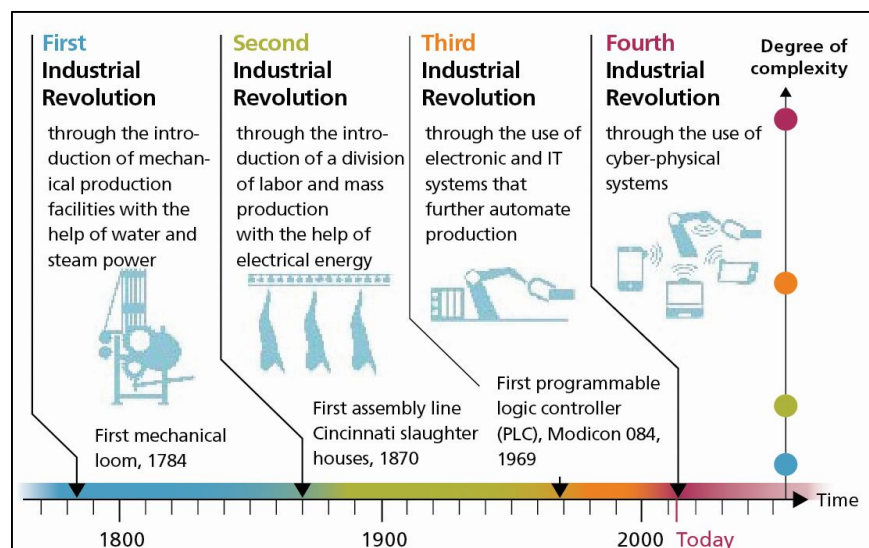 First
Industrial
Revolution
through the intro-
duction of mechan-
ical production
facilities with the
help of water and
steam power
First mechanical
loom, 1784
Second
Industrial
Revolution
through the intro-
duction of a division
of labor and mass
production
with the help of
electrical energy
First assembly line
Cincinnati slaughter
houses, 1870
Third
Industrial
Revolution
through the use of
electronic and IT
systems that
further automate
production
First programmable
logic controller
(PLC), Modicon 084,
1969
Fourth
Industrial
Revolution
through the use of
cyber-physical
systems
Degree of
complexity
Time
1800
1900
2000
Today